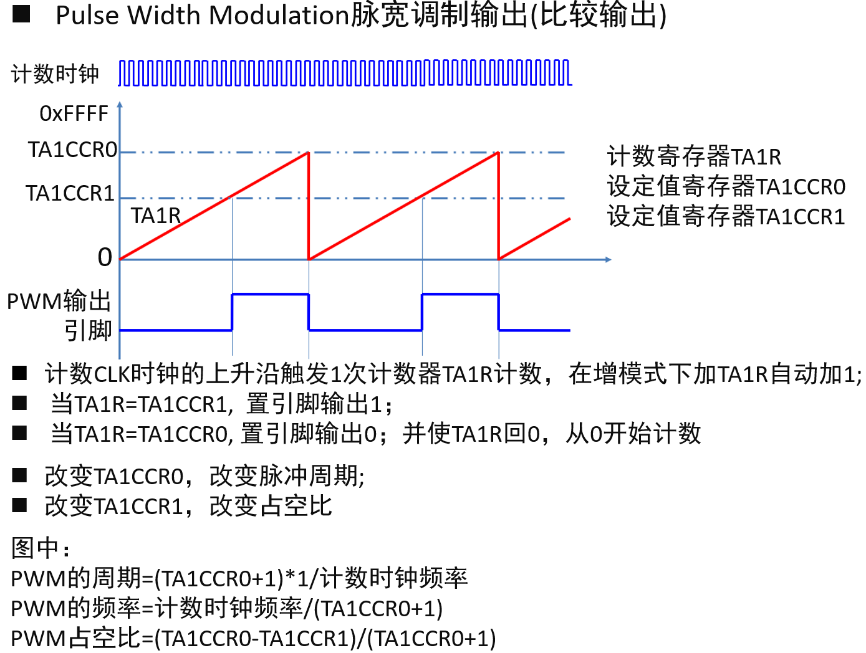 ■ Pulse Width Modulation脉宽调制输出(比较输出)
计数时钟
0xFFFF
TA1CCR0
TA1CCR1
TA1R
0
计数寄存器TA1R
设定值寄存器TA1CCR0
设定值寄存器TA1CCR1
PWM输出
引脚
■ 计数CLK时钟的上升沿触发1次计数器TA1R计数，在增模式下加TA1R自动加1;
■ 当TA1R=TA1CCR1, 置引脚输出1；
■ 当TA1R=TA1CCR0, 置引脚输出0；并使TA1R回0，从0开始计数
■ 改变TA1CCR0，改变脉冲周期;
■ 改变TA1CCR1，改变占空比
图中：
PWM的周期=(TA1CCR0+1)*1/计数时钟频率
PWM的频率=计数时钟频率/(TA1CCR0+1)
PWM占空比=(TA1CCR0-TA1CCR1)/(TA1CCR0+1)